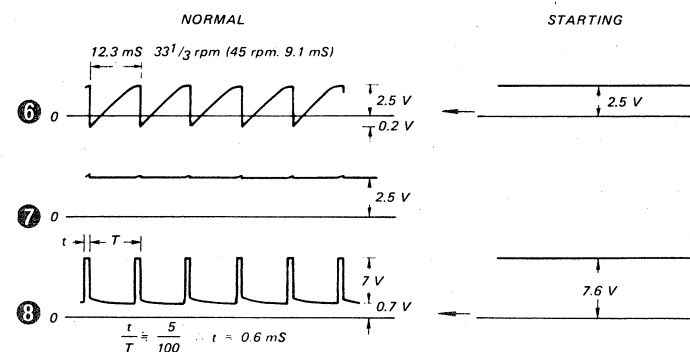 NORMAL
STARTING
12.3 mS 33 1/3 rpm (45 rpm. 9.1 mS)
6 0
2.5 V
0.2 V
2.5 V
7 0
2.5 V
t T
8 0
7 V
0.7 V
7.6 V
t/T = 5/100 ∴ t = 0.6 mS